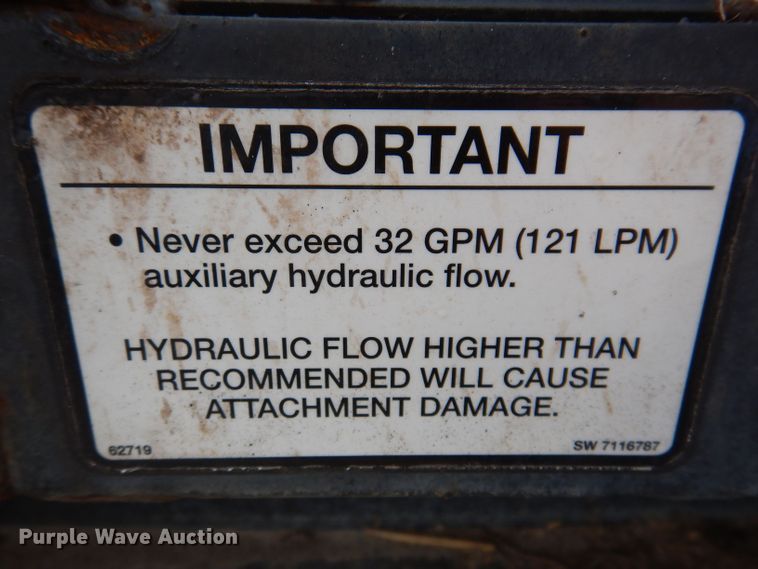 IMPORTANT
• Never exceed 32 GPM (121 LPM)
auxiliary hydraulic flow.
HYDRAULIC FLOW HIGHER THAN
RECOMMENDED WILL CAUSE
ATTACHMENT DAMAGE.
62719 SW 7116787
Purple Wave Auction